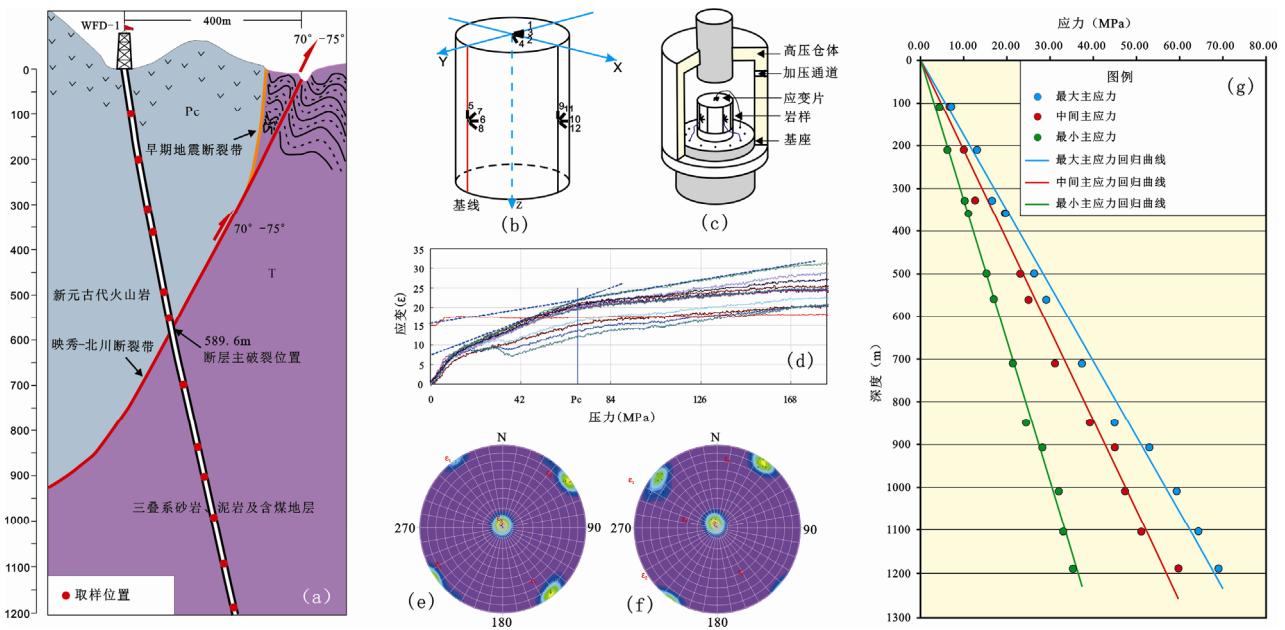 WFD-1
400m
70° -75°
0
100
200
300
400
500
600
700
800
900
1000
1100
1200
Pc
早期地震断裂带
70° -75°
T
新元古代火山岩
589.6m
断层主破裂位置
映秀-北川断裂带
三叠系砂岩、泥岩及含煤地层
取样位置
(a)
1
3
2
4
Y
X
5
7
6
8
9
11
10
12
基线
Z
(b)
高压仓体
加压通道
应变片
岩样
基座
(c)
应变(ε)
35
30
25
20
15
10
5
0
0
42
Pc
84
126
168
压力(MPa)
(d)
N
270
90
180
(e)
N
270
90
180
(f)
应力 (MPa)
0.00
10.00
20.00
30.00
40.00
50.00
60.00
70.00
80.00
深度 (m)
0
100
200
300
400
500
600
700
800
900
1000
1100
1200
1300
图例
最大主应力
中间主应力
最小主应力
最大主应力回归曲线
中间主应力回归曲线
最小主应力回归曲线
(g)